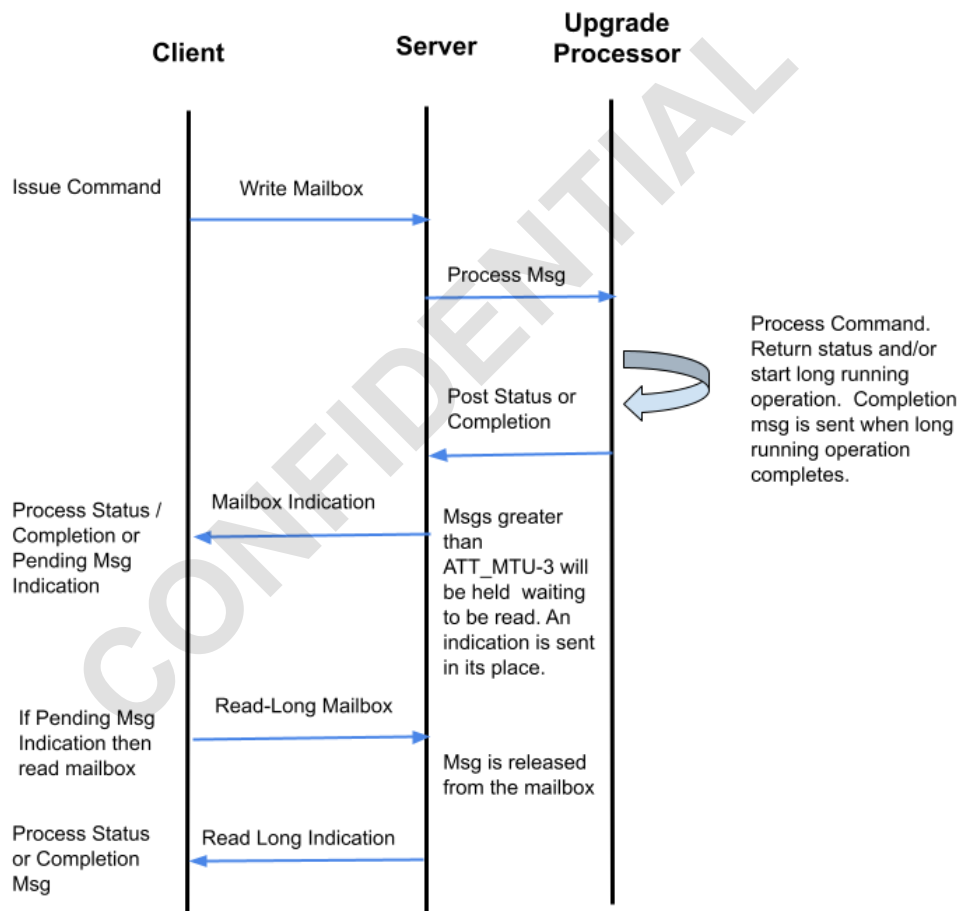 Client
Server
Upgrade
Processor
Issue Command
Write Mailbox
Process Msg
Process Command.
Return status and/or
start long running
operation.  Completion
msg is sent when long
running operation
completes.
Post Status or
Completion
Mailbox Indication
Process Status /
Completion or
Pending Msg
Indication
Msgs greater
than
ATT_MTU-3 will
be held  waiting
to be read. An
indication is sent
in its place.
Read-Long Mailbox
If Pending Msg
Indication then
read mailbox
Msg is released
from the mailbox
Process Status
or Completion
Msg
Read Long Indication
CONFIDENTIAL